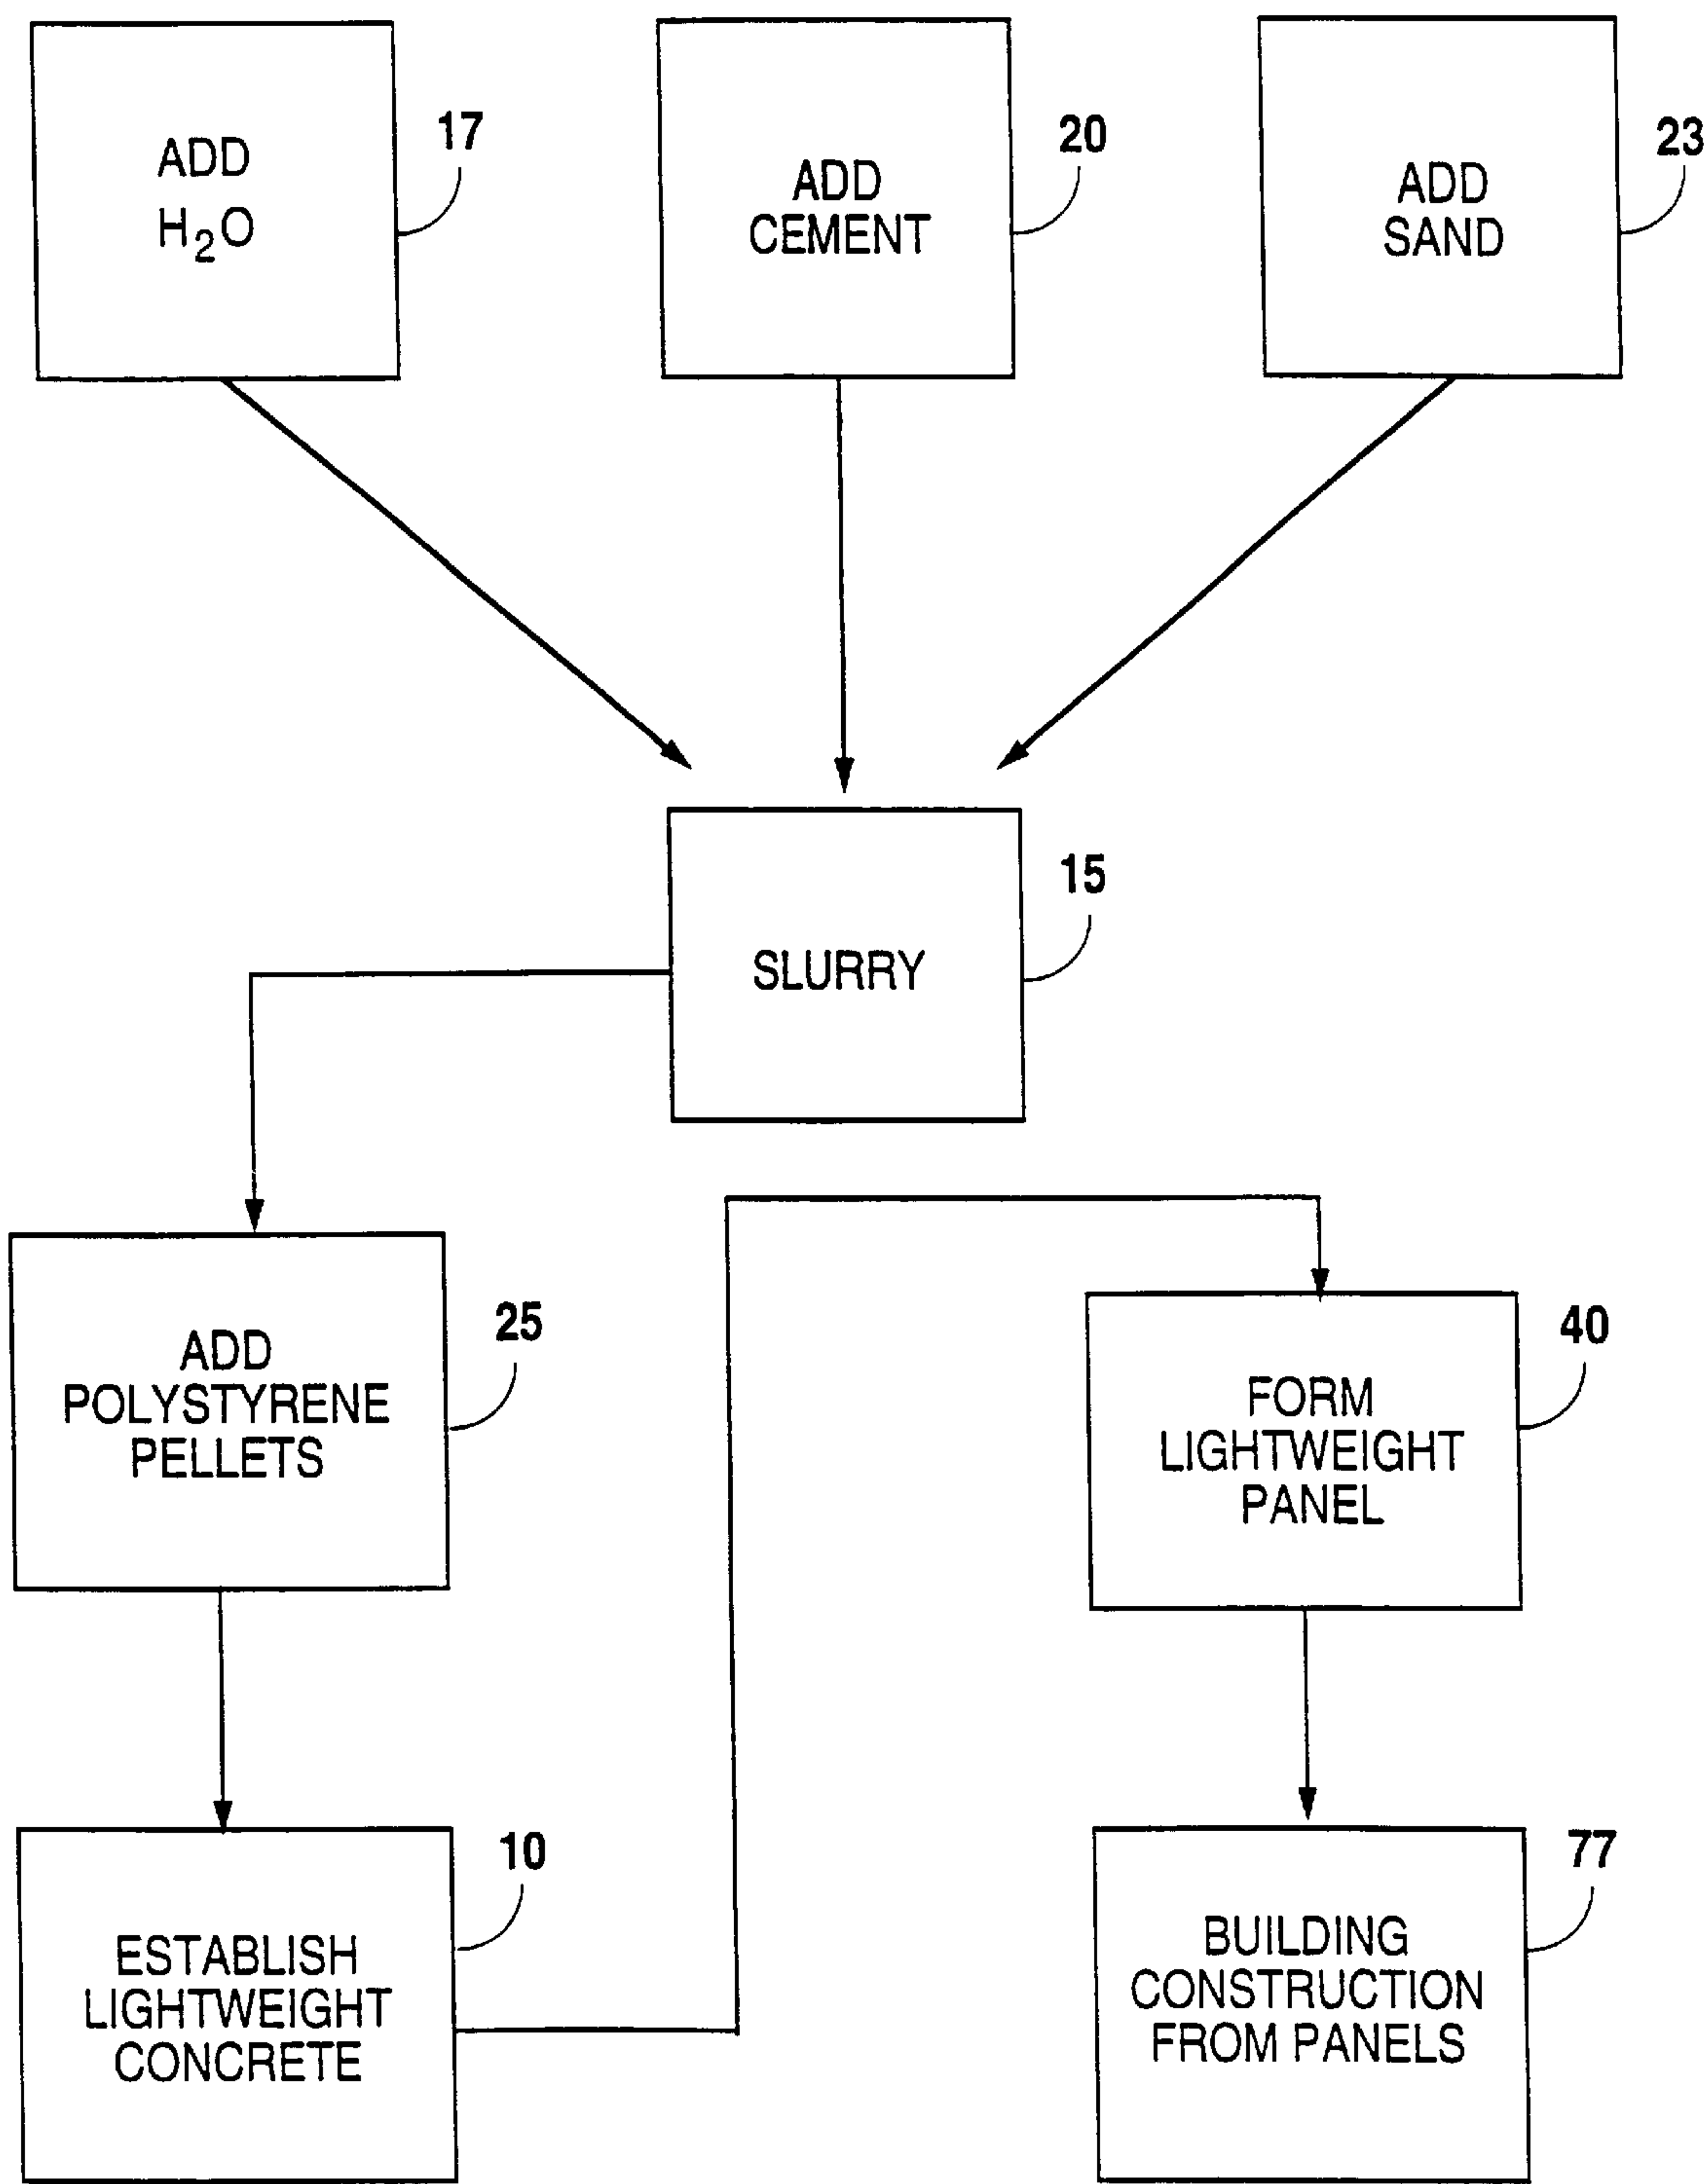 ADD
H₂O
17
ADD
CEMENT
20
ADD
SAND
23
SLURRY
15
ADD
POLYSTYRENE
PELLETS
25
FORM
LIGHTWEIGHT
PANEL
40
ESTABLISH
LIGHTWEIGHT
CONCRETE
10
BUILDING
CONSTRUCTION
FROM PANELS
77